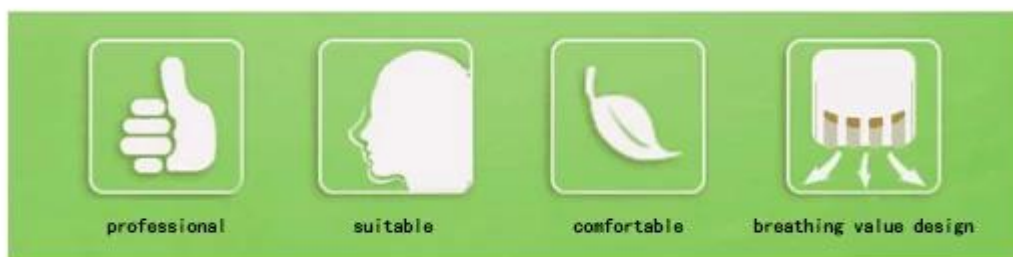 professional
suitable
comfortable
breathing value design